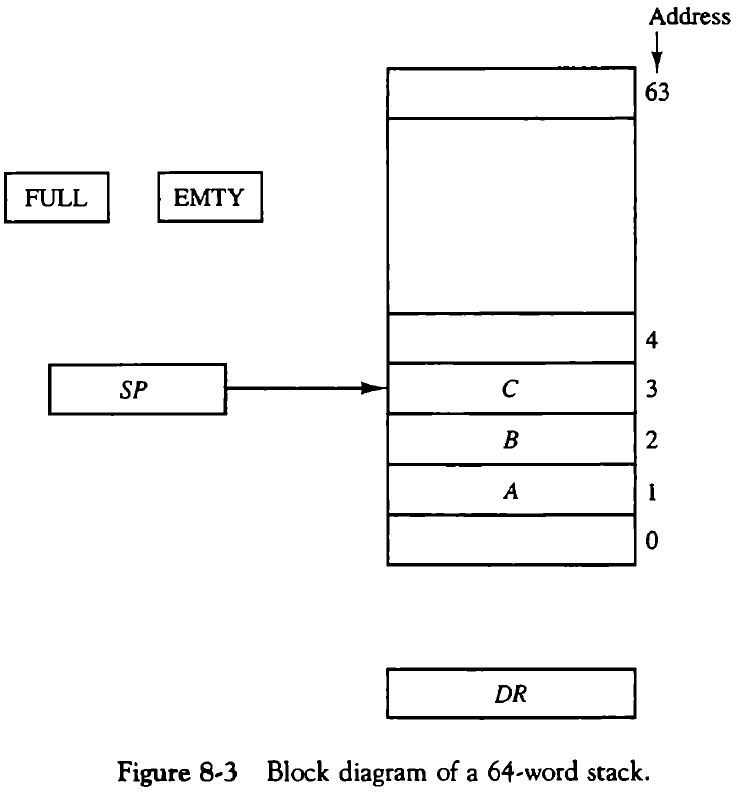 Address
63
FULL
EMTY
4
SP
C
3
B
2
A
1
0
DR
Figure 8-3 Block diagram of a 64-word stack.